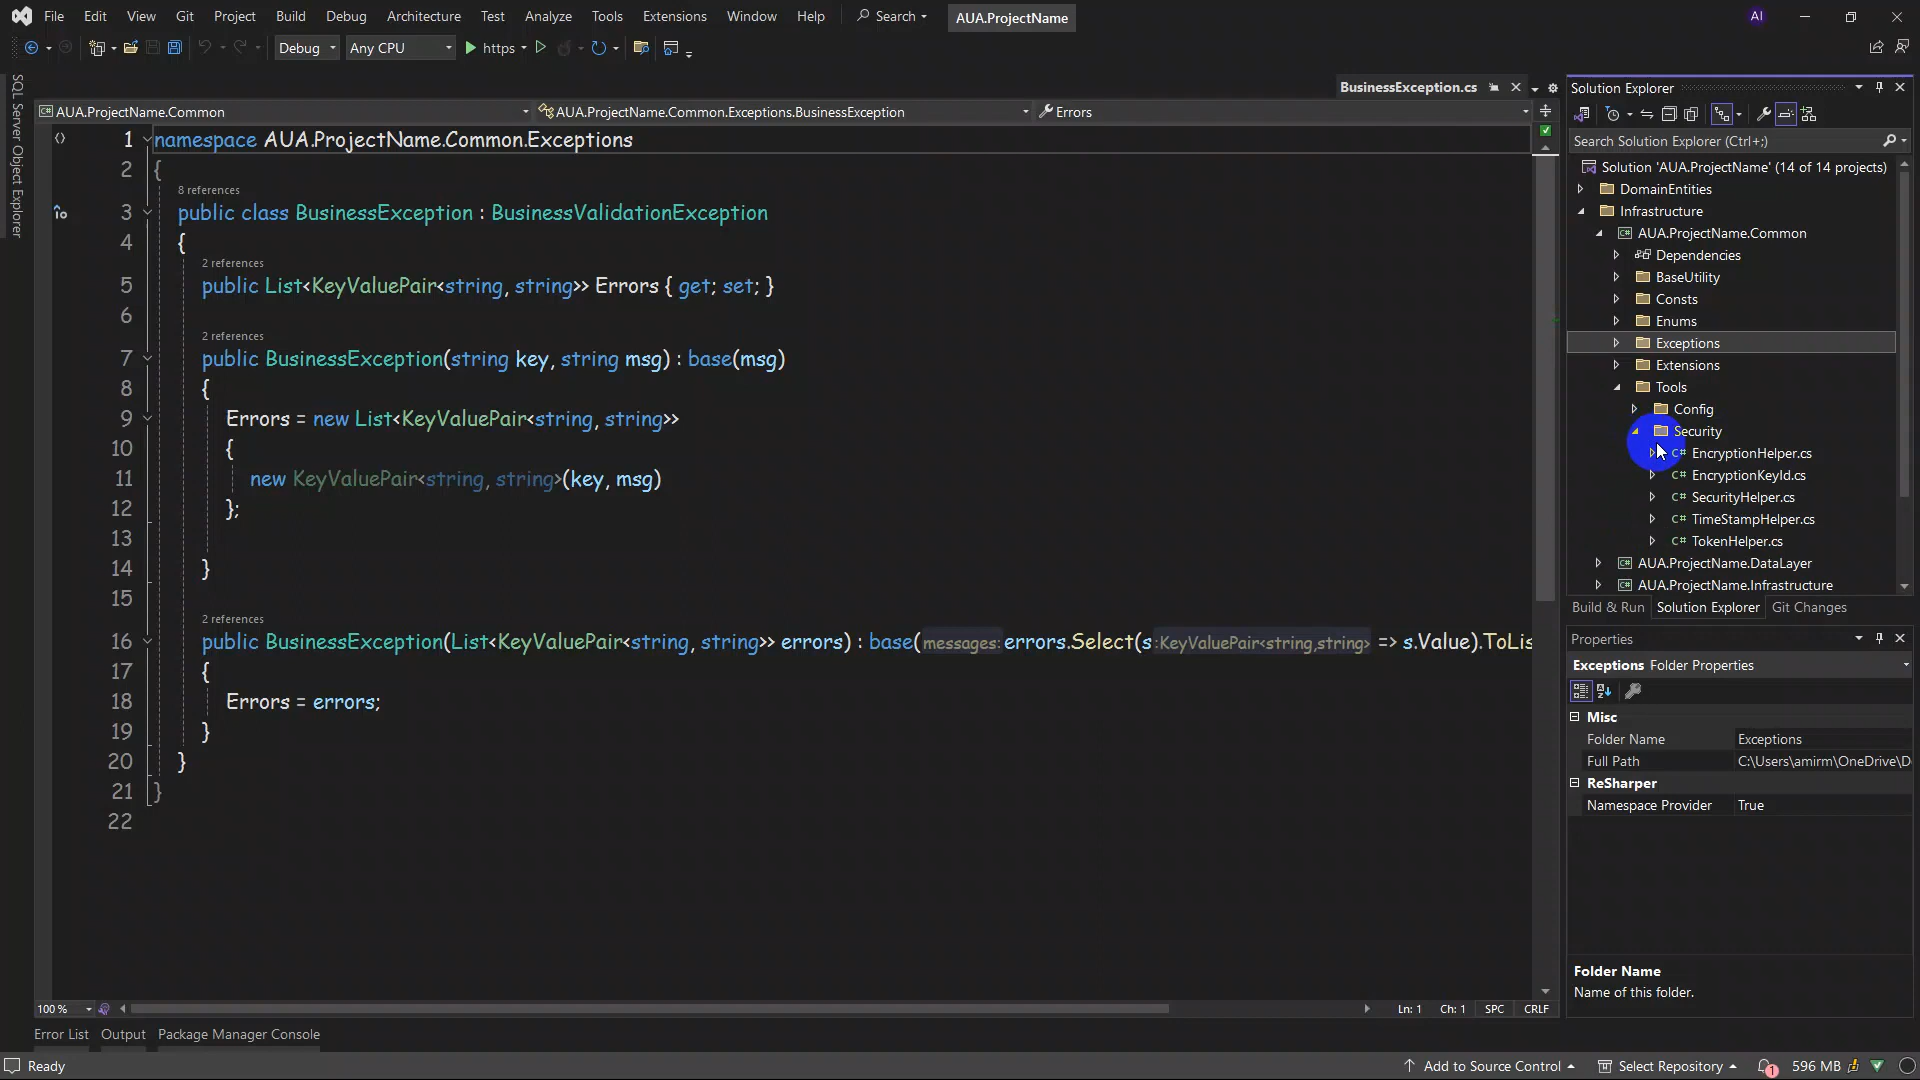 File Edit View Git Project Build Debug Architecture Test Analyze Tools Extensions Window Help Search AUA.ProjectName AI
Debug Any CPU https
SQL Server Object Explorer
BusinessException.cs
AUA.ProjectName.Common AUA.ProjectName.Common.Exceptions.BusinessException Errors
1 namespace AUA.ProjectName.Common.Exceptions
2 {
8 references
3 public class BusinessException : BusinessValidationException
4 {
2 references
5 public List<KeyValuePair<string, string>> Errors { get; set; }
6
2 references
7 public BusinessException(string key, string msg) : base(msg)
8 {
9 Errors = new List<KeyValuePair<string, string>>
10 {
11 new KeyValuePair<string, string>(key, msg)
12 };
13
14 }
15
2 references
16 public BusinessException(List<KeyValuePair<string, string>> errors) : base(messages:errors.Select(s:KeyValuePair<string,string> => s.Value).ToLis
17 {
18 Errors = errors;
19 }
20 }
21 }
22
100 % Ln: 1 Ch: 1 SPC CRLF
Error List Output Package Manager Console
Solution Explorer
Search Solution Explorer (Ctrl+;)
Solution 'AUA.ProjectName' (14 of 14 projects)
DomainEntities
Infrastructure
C# AUA.ProjectName.Common
Dependencies
BaseUtility
Consts
Enums
Exceptions
Extensions
Tools
Config
Security
C# EncryptionHelper.cs
C# EncryptionKeyId.cs
C# SecurityHelper.cs
C# TimeStampHelper.cs
C# TokenHelper.cs
C# AUA.ProjectName.DataLayer
C# AUA.ProjectName.Infrastructure
Build & Run Solution Explorer Git Changes
Properties
Exceptions Folder Properties
Misc
Folder Name Exceptions
Full Path C:\Users\amirm\OneDrive\D
ReSharper
Namespace Provider True
Folder Name
Name of this folder.
Ready Add to Source Control Select Repository 1 596 MB